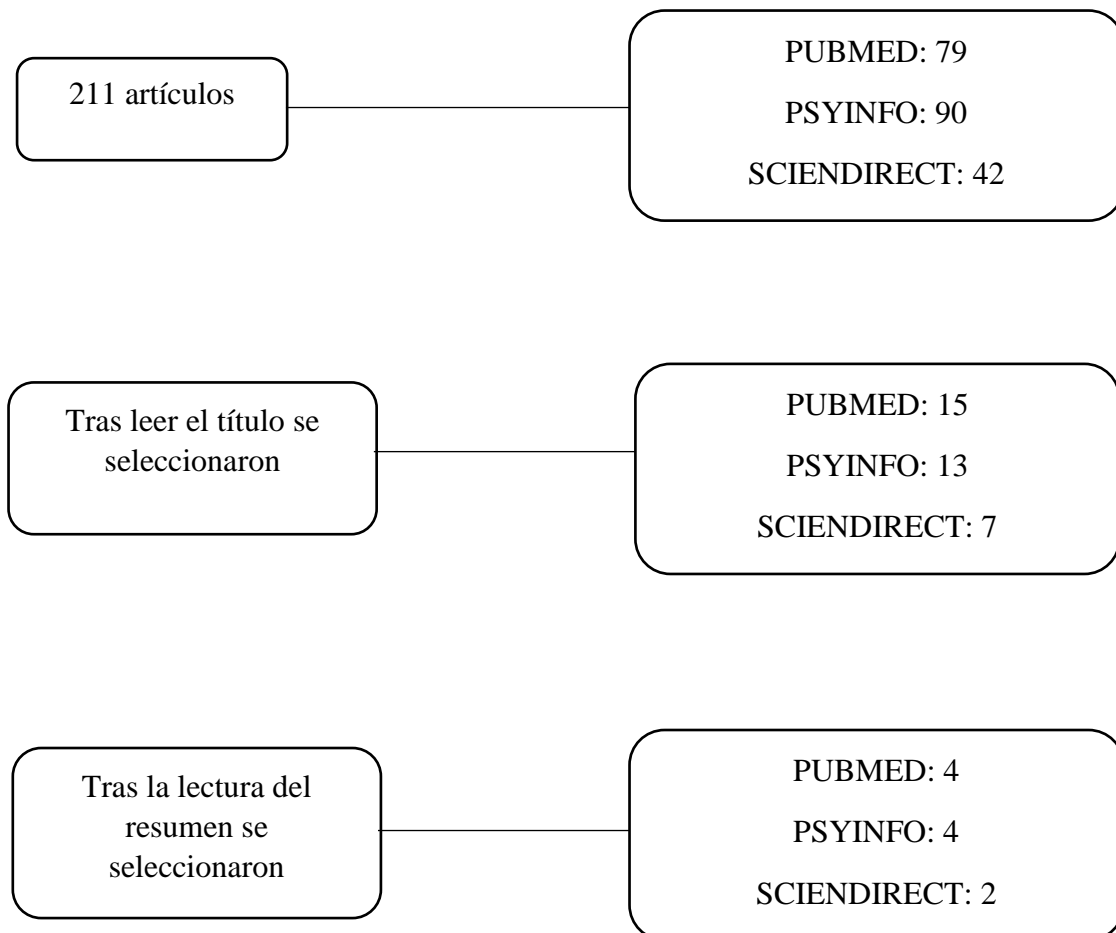 211 artículos
PUBMED: 79
PSYINFO: 90
SCIENDIRECT: 42
Tras leer el título se
seleccionaron
PUBMED: 15
PSYINFO: 13
SCIENDIRECT: 7
Tras la lectura del
resumen se
seleccionaron
PUBMED: 4
PSYINFO: 4
SCIENDIRECT: 2